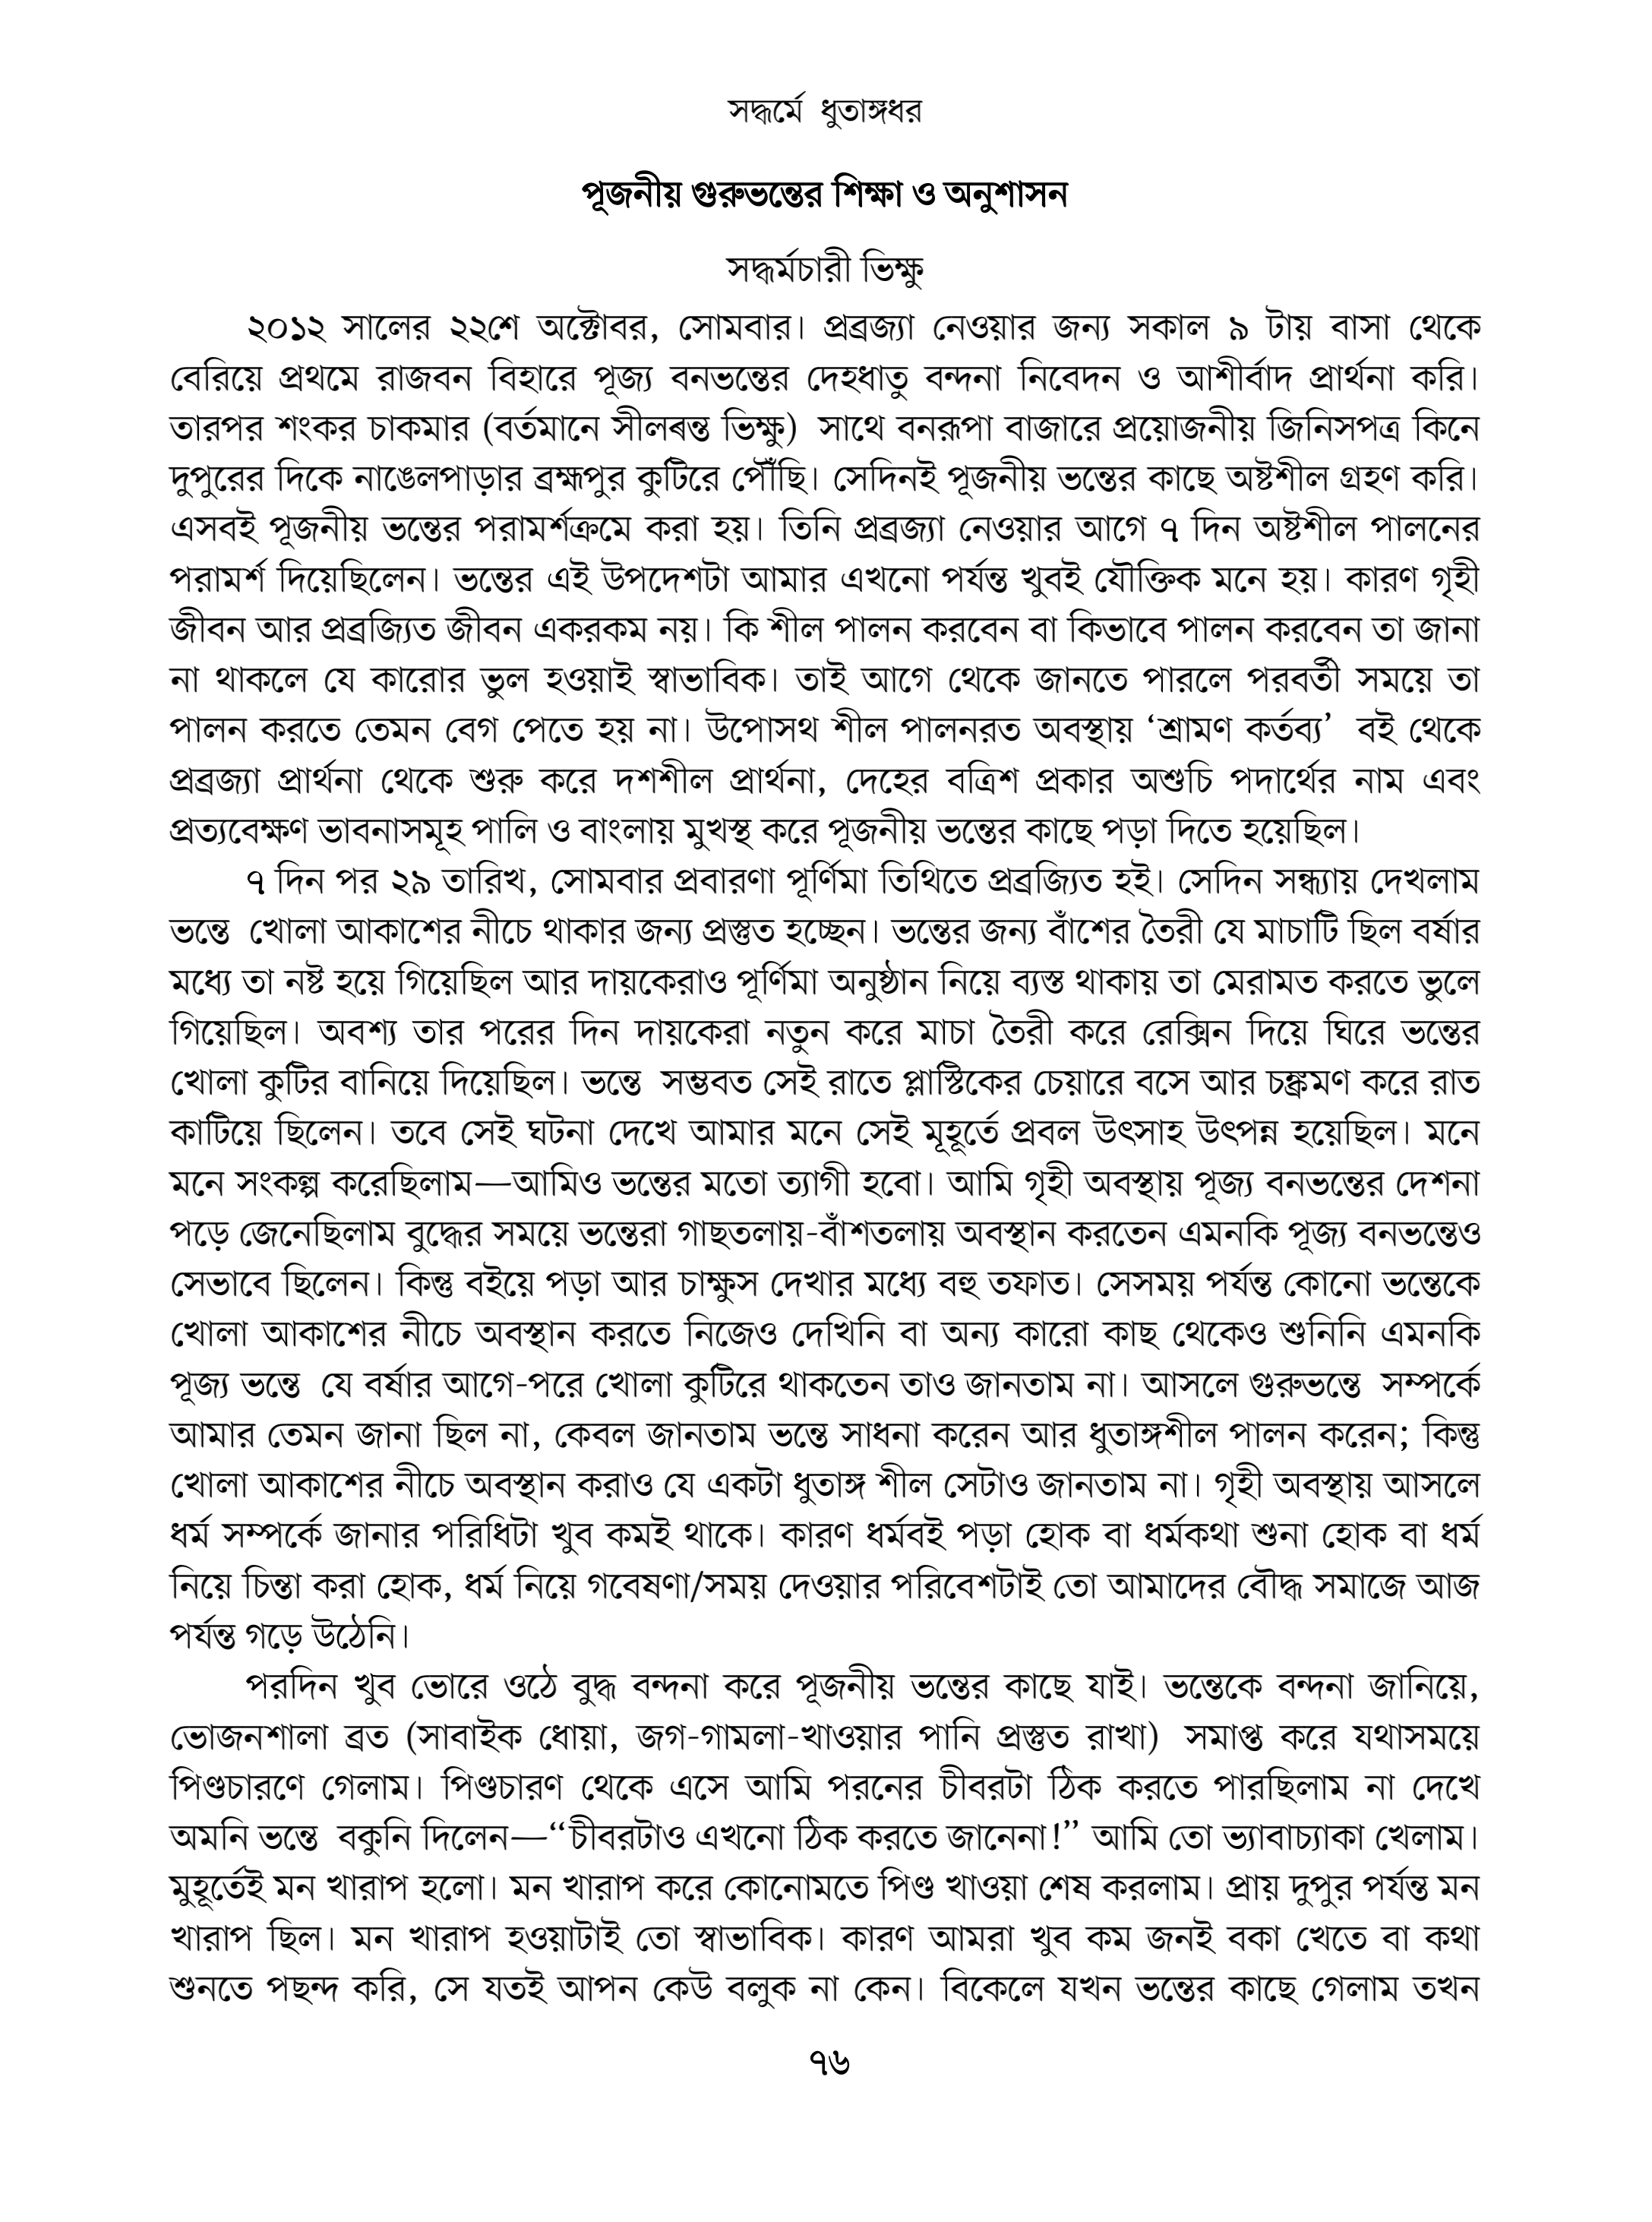 সদ্ধর্মে ধুতাঙ্গধর
পূজনীয় গুরুভন্তের শিক্ষা ও অনুশাসন
সদ্ধর্মচারী ভিক্ষু
২০১২ সালের ২২শে অক্টোবর, সোমবার। প্রব্রজ্যা নেওয়ার জন্য সকাল ৯ টায় বাসা থেকে
বেরিয়ে প্রথমে রাজবন বিহারে পূজ্য বনভন্তের দেহধাতু বন্দনা নিবেদন ও আশীর্বাদ প্রার্থনা করি।
তারপর শংকর চাকমার (বর্তমানে সীলৰন্ত ভিক্ষু) সাথে বনরূপা বাজারে প্রয়োজনীয় জিনিসপত্র কিনে
দুপুরের দিকে নাঙেলপাড়ার ব্রহ্মপুর কুটিরে পৌঁছি। সেদিনই পূজনীয় ভন্তের কাছে অষ্টশীল গ্রহণ করি।
এসবই পূজনীয় ভন্তের পরামর্শক্রমে করা হয়। তিনি প্রব্রজ্যা নেওয়ার আগে ৭ দিন অষ্টশীল পালনের
পরামর্শ দিয়েছিলেন। ভন্তের এই উপদেশটা আমার এখনো পর্যন্ত খুবই যৌক্তিক মনে হয়। কারণ গৃহী
জীবন আর প্রব্রজ্যিত জীবন একরকম নয়। কি শীল পালন করবেন বা কিভাবে পালন করবেন তা জানা
না থাকলে যে কারোর ভুল হওয়াই স্বাভাবিক। তাই আগে থেকে জানতে পারলে পরবর্তী সময়ে তা
পালন করতে তেমন বেগ পেতে হয় না। উপোসথ শীল পালনরত অবস্থায় ‘শ্রামণ কর্তব্য’ বই থেকে
প্রব্রজ্যা প্রার্থনা থেকে শুরু করে দশশীল প্রার্থনা, দেহের বত্রিশ প্রকার অশুচি পদার্থের নাম এবং
প্রত্যবেক্ষণ ভাবনাসমূহ পালি ও বাংলায় মুখস্থ করে পূজনীয় ভন্তের কাছে পড়া দিতে হয়েছিল।
৭ দিন পর ২৯ তারিখ, সোমবার প্রবারণা পূর্ণিমা তিথিতে প্রব্রজ্যিত হই। সেদিন সন্ধ্যায় দেখলাম
ভন্তে খোলা আকাশের নীচে থাকার জন্য প্রস্তুত হচ্ছেন। ভন্তের জন্য বাঁশের তৈরী যে মাচাটি ছিল বর্ষার
মধ্যে তা নষ্ট হয়ে গিয়েছিল আর দায়কেরাও পূর্ণিমা অনুষ্ঠান নিয়ে ব্যস্ত থাকায় তা মেরামত করতে ভুলে
গিয়েছিল। অবশ্য তার পরের দিন দায়কেরা নতুন করে মাচা তৈরী করে রেক্সিন দিয়ে ঘিরে ভন্তের
খোলা কুটির বানিয়ে দিয়েছিল। ভন্তে সম্ভবত সেই রাতে প্লাস্টিকের চেয়ারে বসে আর চঙ্ক্রমণ করে রাত
কাটিয়ে ছিলেন। তবে সেই ঘটনা দেখে আমার মনে সেই মূহূর্তে প্রবল উৎসাহ উৎপন্ন হয়েছিল। মনে
মনে সংকল্প করেছিলাম—আমিও ভন্তের মতো ত্যাগী হবো। আমি গৃহী অবস্থায় পূজ্য বনভন্তের দেশনা
পড়ে জেনেছিলাম বুদ্ধের সময়ে ভন্তেরা গাছতলায়-বাঁশতলায় অবস্থান করতেন এমনকি পূজ্য বনভন্তেও
সেভাবে ছিলেন। কিন্তু বইয়ে পড়া আর চাক্ষুস দেখার মধ্যে বহু তফাত। সেসময় পর্যন্ত কোনো ভন্তেকে
খোলা আকাশের নীচে অবস্থান করতে নিজেও দেখিনি বা অন্য কারো কাছ থেকেও শুনিনি এমনকি
পূজ্য ভন্তে যে বর্ষার আগে-পরে খোলা কুটিরে থাকতেন তাও জানতাম না। আসলে গুরুভন্তে সম্পর্কে
আমার তেমন জানা ছিল না, কেবল জানতাম ভন্তে সাধনা করেন আর ধুতাঙ্গশীল পালন করেন; কিন্তু
খোলা আকাশের নীচে অবস্থান করাও যে একটা ধুতাঙ্গ শীল সেটাও জানতাম না। গৃহী অবস্থায় আসলে
ধর্ম সম্পর্কে জানার পরিধিটা খুব কমই থাকে। কারণ ধর্মবই পড়া হোক বা ধর্মকথা শুনা হোক বা ধর্ম
নিয়ে চিন্তা করা হোক, ধর্ম নিয়ে গবেষণা/সময় দেওয়ার পরিবেশটাই তো আমাদের বৌদ্ধ সমাজে আজ
পর্যন্ত গড়ে উঠেনি।
পরদিন খুব ভোরে ওঠে বুদ্ধ বন্দনা করে পূজনীয় ভন্তের কাছে যাই। ভন্তেকে বন্দনা জানিয়ে,
ভোজনশালা ব্রত (সাবাইক ধোয়া, জগ-গামলা-খাওয়ার পানি প্রস্তুত রাখা) সমাপ্ত করে যথাসময়ে
পিণ্ডচারণে গেলাম। পিণ্ডচারণ থেকে এসে আমি পরনের চীবরটা ঠিক করতে পারছিলাম না দেখে
অমনি ভন্তে বকুনি দিলেন—“চীবরটাও এখনো ঠিক করতে জানেনা!” আমি তো ভ্যাবাচ্যাকা খেলাম।
মুহূর্তেই মন খারাপ হলো। মন খারাপ করে কোনোমতে পিণ্ড খাওয়া শেষ করলাম। প্রায় দুপুর পর্যন্ত মন
খারাপ ছিল। মন খারাপ হওয়াটাই তো স্বাভাবিক। কারণ আমরা খুব কম জনই বকা খেতে বা কথা
শুনতে পছন্দ করি, সে যতই আপন কেউ বলুক না কেন। বিকেলে যখন ভন্তের কাছে গেলাম তখন
৭৬